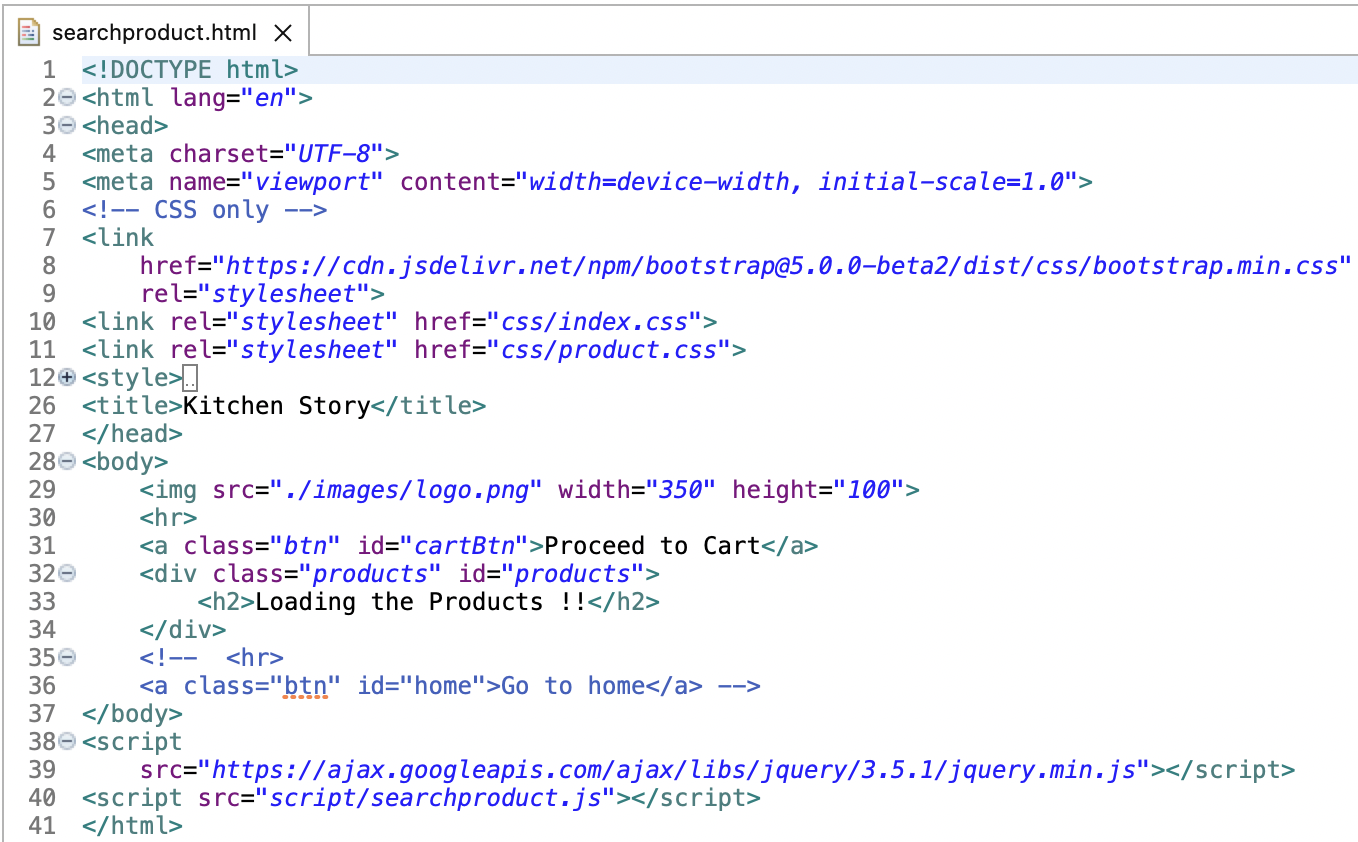 searchproduct.html
1 <!DOCTYPE html>
2 <html lang="en">
3 <head>
4 <meta charset="UTF-8">
5 <meta name="viewport" content="width=device-width, initial-scale=1.0">
6 <!-- CSS only -->
7 <link
8     href="https://cdn.jsdelivr.net/npm/bootstrap@5.0.0-beta2/dist/css/bootstrap.min.css"
9     rel="stylesheet">
10 <link rel="stylesheet" href="css/index.css">
11 <link rel="stylesheet" href="css/product.css">
12 <style>..
26 <title>Kitchen Story</title>
27 </head>
28 <body>
29     <img src="./images/logo.png" width="350" height="100">
30     <hr>
31     <a class="btn" id="cartBtn">Proceed to Cart</a>
32     <div class="products" id="products">
33         <h2>Loading the Products !!</h2>
34     </div>
35     <!--  <hr>
36     <a class="btn" id="home">Go to home</a> -->
37 </body>
38 <script
39     src="https://ajax.googleapis.com/ajax/libs/jquery/3.5.1/jquery.min.js"></script>
40 <script src="script/searchproduct.js"></script>
41 </html>